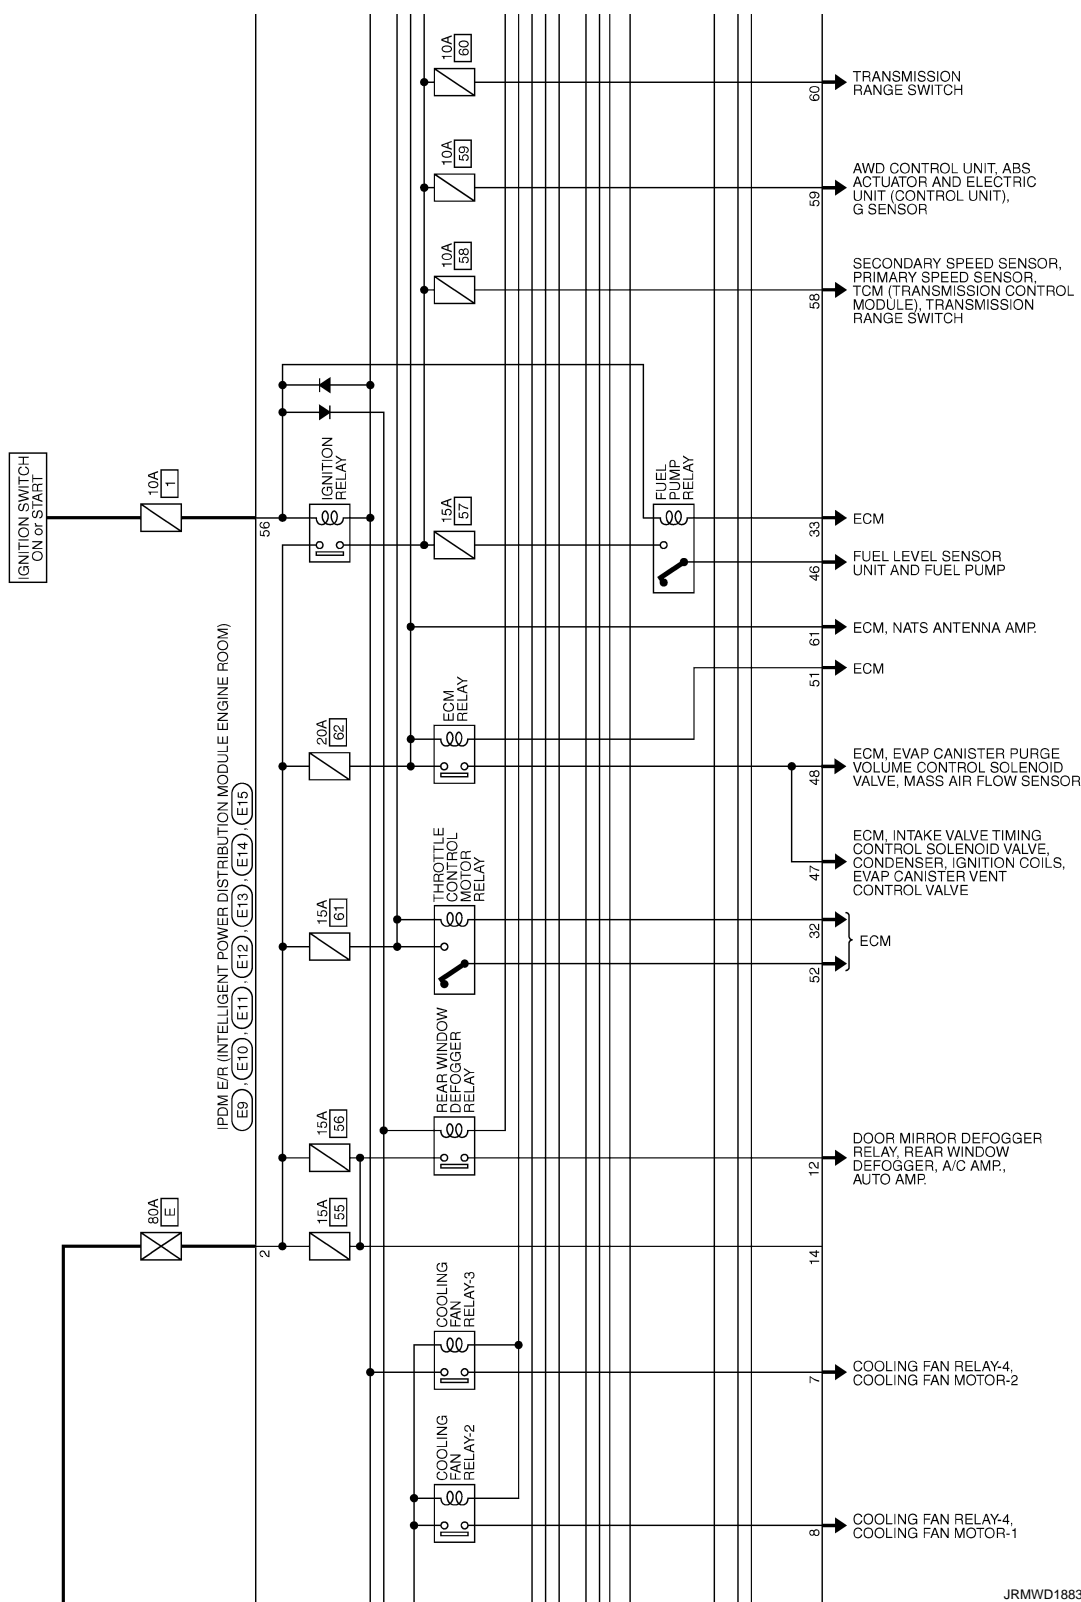 10A
60
60
TRANSMISSION
RANGE SWITCH
10A
59
59
AWD CONTROL UNIT, ABS
ACTUATOR AND ELECTRIC
UNIT (CONTROL UNIT),
G SENSOR
10A
58
58
SECONDARY SPEED SENSOR,
PRIMARY SPEED SENSOR,
TCM (TRANSMISSION CONTROL
MODULE), TRANSMISSION
RANGE SWITCH
IGNITION SWITCH
ON or START
10A
1
56
IGNITION
RELAY
15A
57
FUEL
PUMP
RELAY
33
ECM
46
FUEL LEVEL SENSOR
UNIT AND FUEL PUMP
61
ECM, NATS ANTENNA AMP.
51
ECM
IPDM E/R (INTELLIGENT POWER DISTRIBUTION MODULE ENGINE ROOM)
E9 , E10 , E11 , E12 , E13 , E14 , E15
20A
62
ECM
RELAY
48
ECM, EVAP CANISTER PURGE
VOLUME CONTROL SOLENOID
VALVE, MASS AIR FLOW SENSOR
47
ECM, INTAKE VALVE TIMING
CONTROL SOLENOID VALVE,
CONDENSER, IGNITION COILS,
EVAP CANISTER VENT
CONTROL VALVE
15A
61
THROTTLE
CONTROL
MOTOR
RELAY
32
52
ECM
15A
56
REAR WINDOW
DEFOGGER
RELAY
12
DOOR MIRROR DEFOGGER
RELAY, REAR WINDOW
DEFOGGER, A/C AMP.,
AUTO AMP.
80A
E
2
15A
55
14
COOLING
FAN
RELAY-3
7
COOLING FAN RELAY-4,
COOLING FAN MOTOR-2
COOLING
FAN
RELAY-2
8
COOLING FAN RELAY-4,
COOLING FAN MOTOR-1
JRMWD1883